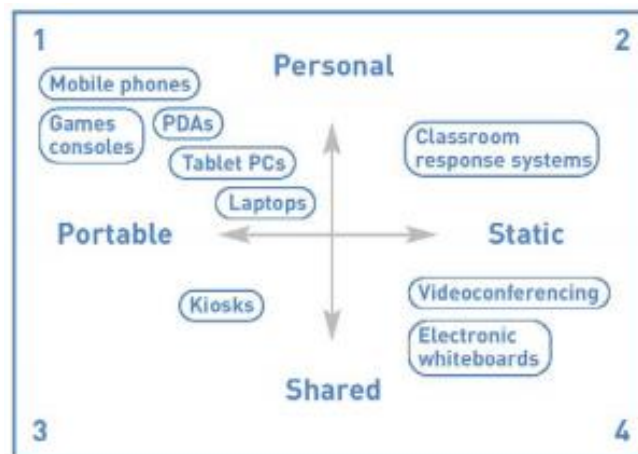 1
2
Personal
Mobile phones
Games
consoles
PDAs
Classroom
response systems
Tablet PCs
Laptops
Portable
Static
Kiosks
Videoconferencing
Electronic
whiteboards
Shared
3
4